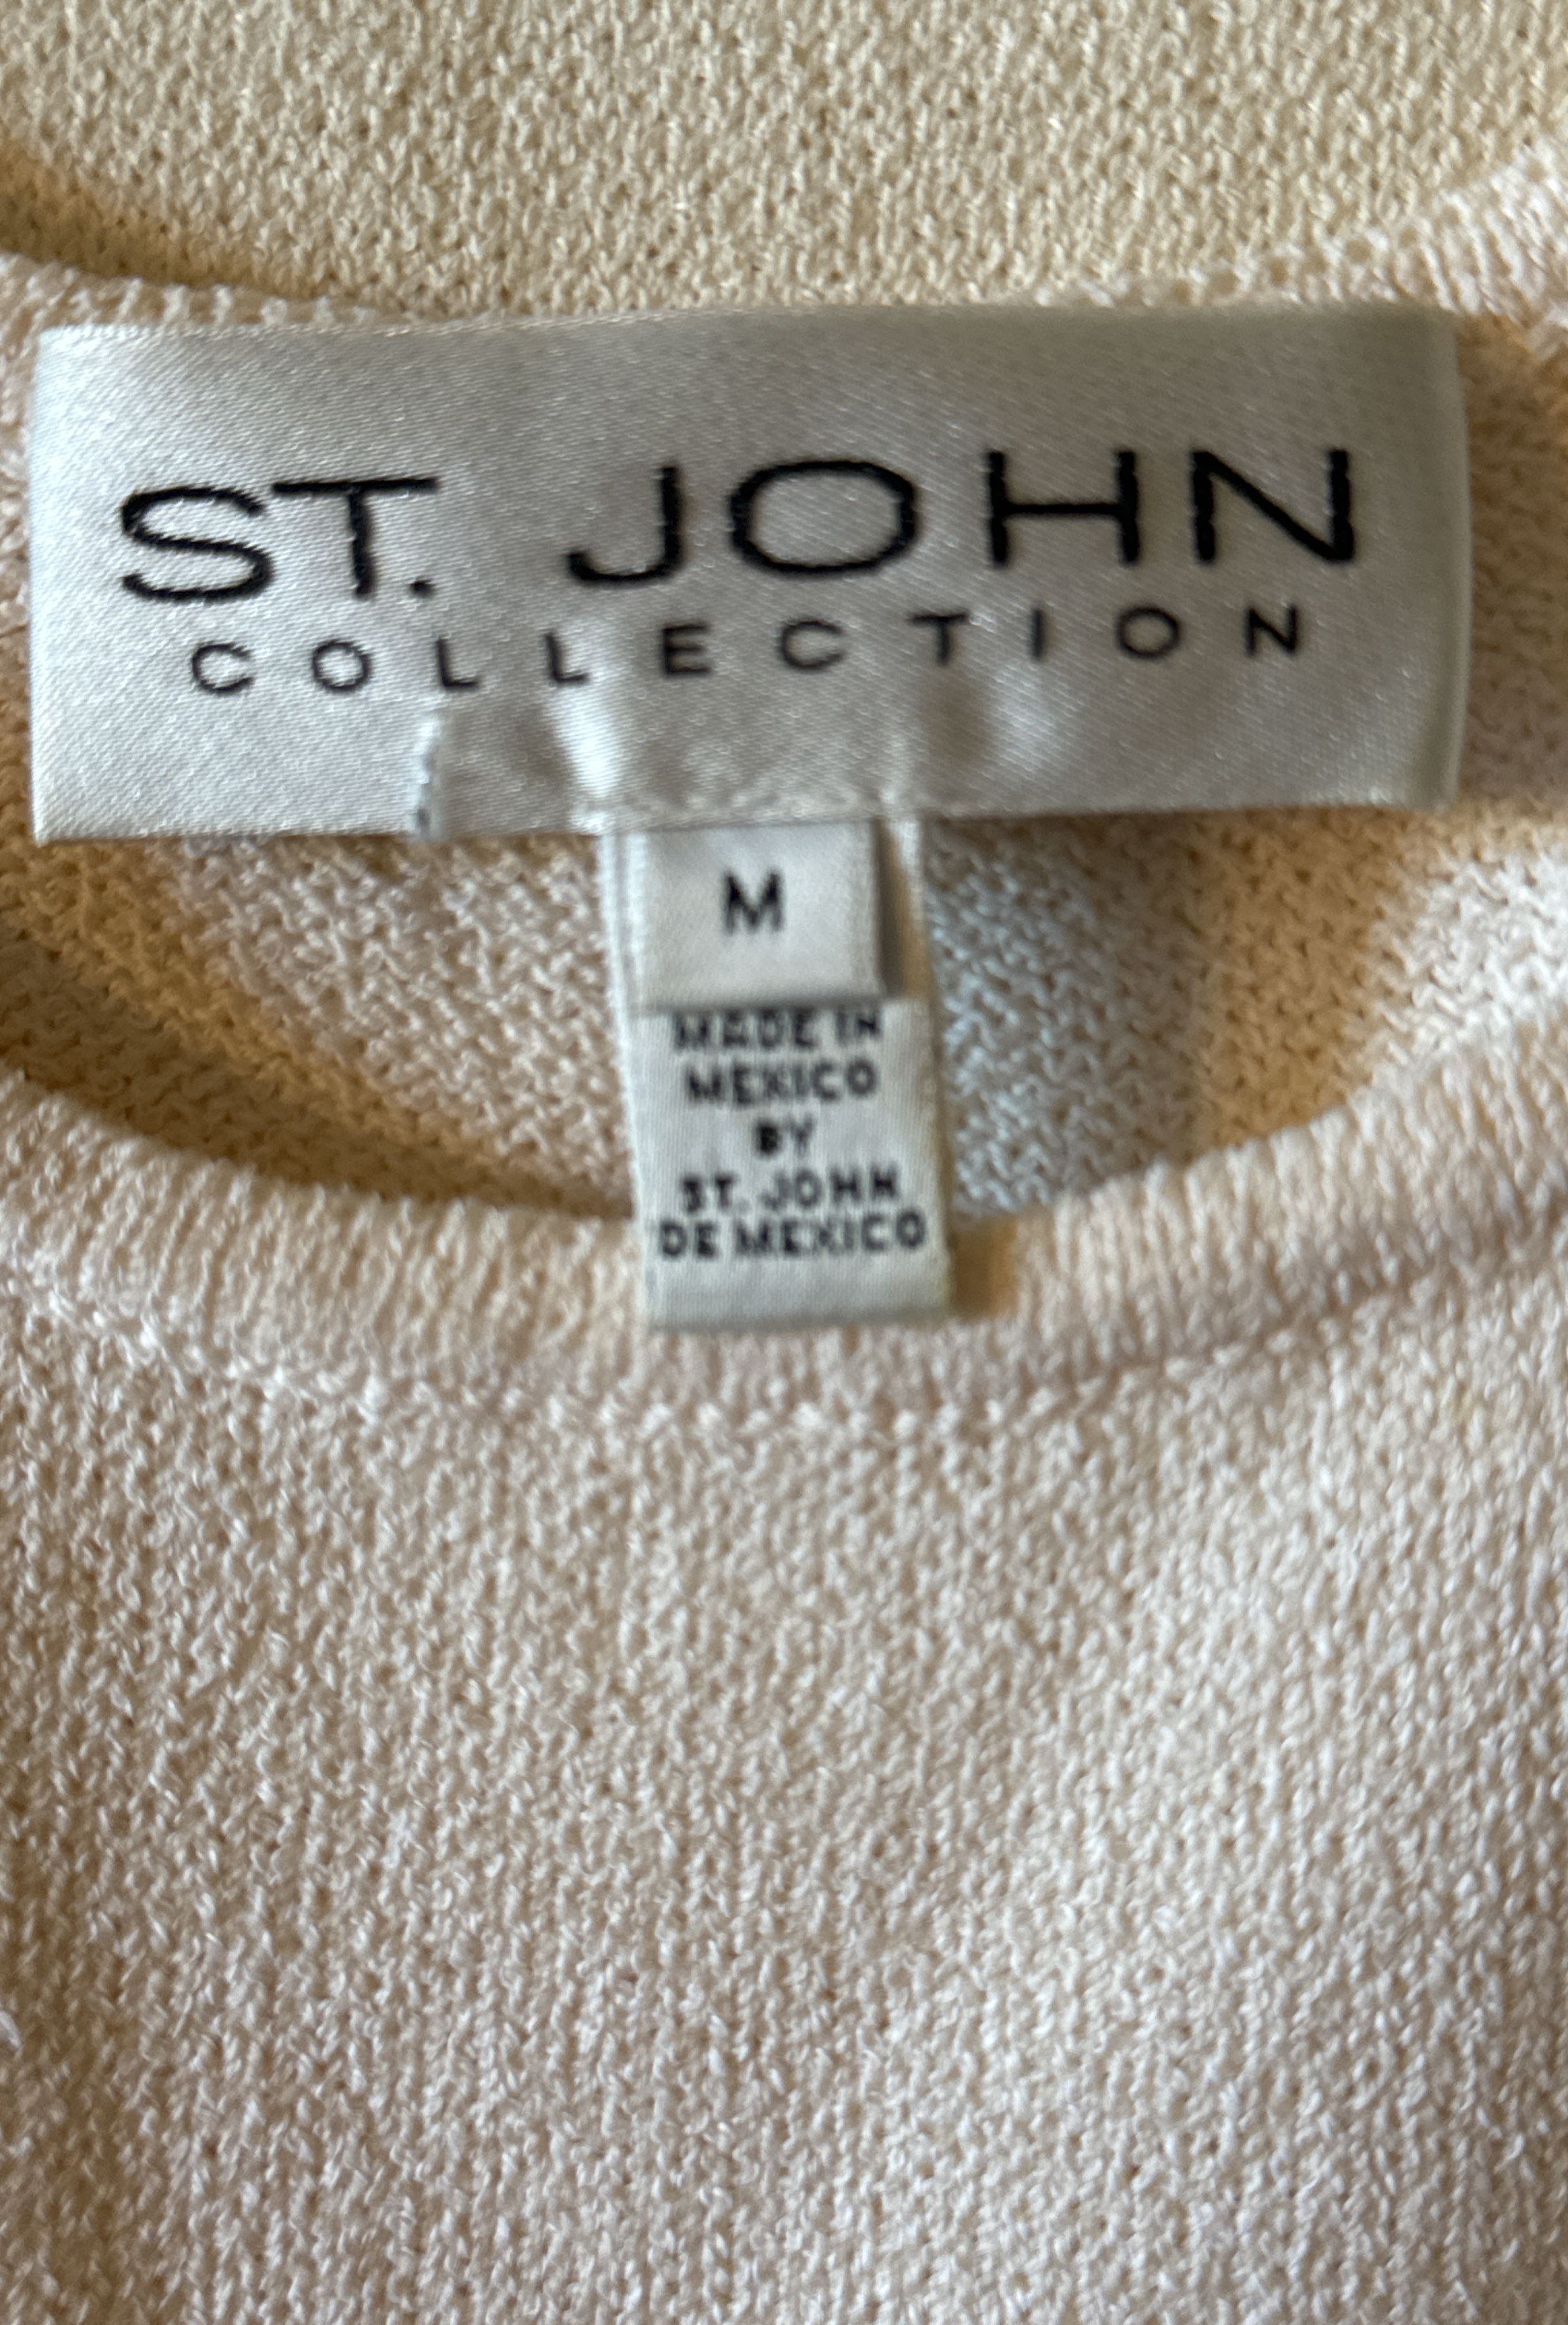 ST. JOHN
COLLECTION
M
MADE IN
MEXICO
BY
ST. JOHN
DE MEXICO